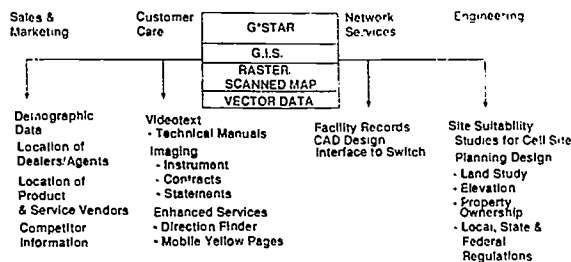 Sales &
Marketing
Customer
Care
G*STAR
G.I.S.
RASTER
SCANNED MAP
VECTOR DATA
Network
Services
Engineering
Demographic
Data
Location of
Dealers/Agents
Location of
Product
& Service Vendors
Competitor
Information
Videotext
- Technical Manuals
Imaging
- Instrument
- Contracts
- Statements
Enhanced Services
- Direction Finder
- Mobile Yellow Pages
Facility Records
CAD Design
Interface to Switch
Site Suitability
Studies for Cell Site
Planning Design
- Land Study
- Elevation
- Property
Ownership
- Local, State &
Federal
Regulations